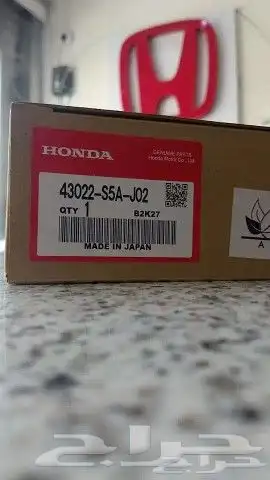 GENUINE PARTS
Honda Motor Co., Ltd.
HONDA
43022-S5A-J02
QTY 1
B2K27
MADE IN JAPAN
A
حراج